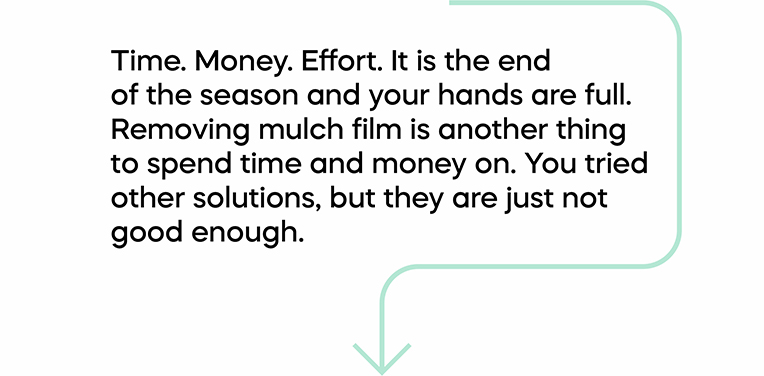 Time. Money. Effort. It is the end
of the season and your hands are full.
Removing mulch film is another thing
to spend time and money on. You tried
other solutions, but they are just not
good enough.